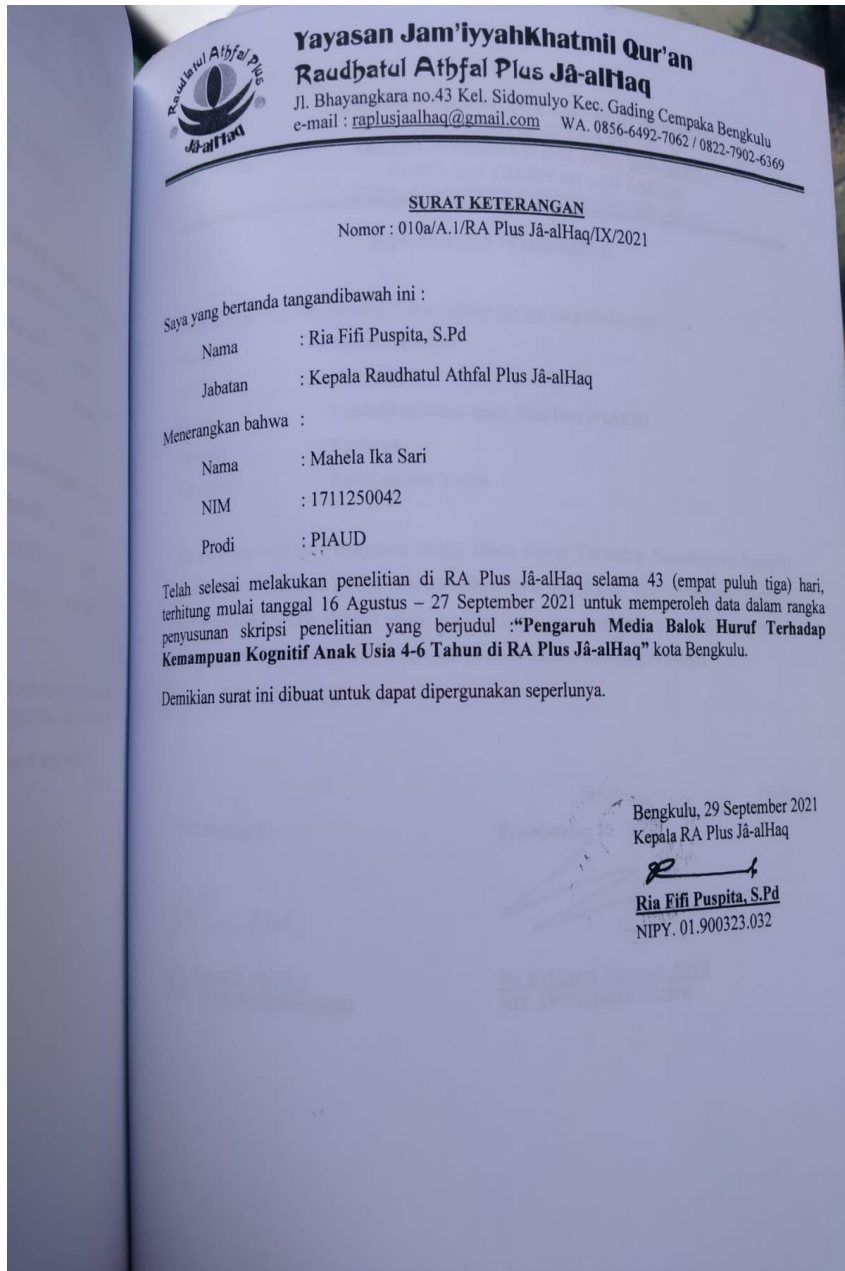 Raudhatul Athfal Plus
Jâ-alHaq
Yayasan Jam'iyyahKhatmil Qur'an
Raudhatul Athfal Plus Jâ-alHaq
Jl. Bhayangkara no.43 Kel. Sidomulyo Kec. Gading Cempaka Bengkulu
e-mail : raplusjaalhaq@gmail.com WA. 0856-6492-7062 / 0822-7902-6369
SURAT KETERANGAN
Nomor : 010a/A.1/RA Plus Jâ-alHaq/IX/2021
Saya yang bertanda tangandibawah ini :
Nama : Ria Fifi Puspita, S.Pd
Jabatan : Kepala Raudhatul Athfal Plus Jâ-alHaq
Menerangkan bahwa :
Nama : Mahela Ika Sari
NIM : 1711250042
Prodi : PIAUD
Telah selesai melakukan penelitian di RA Plus Jâ-alHaq selama 43 (empat puluh tiga) hari,
terhitung mulai tanggal 16 Agustus – 27 September 2021 untuk memperoleh data dalam rangka
penyusunan skripsi penelitian yang berjudul :“Pengaruh Media Balok Huruf Terhadap
Kemampuan Kognitif Anak Usia 4-6 Tahun di RA Plus Jâ-alHaq” kota Bengkulu.
Demikian surat ini dibuat untuk dapat dipergunakan seperlunya.
Bengkulu, 29 September 2021
Kepala RA Plus Jâ-alHaq
Ria Fifi Puspita, S.Pd
NIPY. 01.900323.032